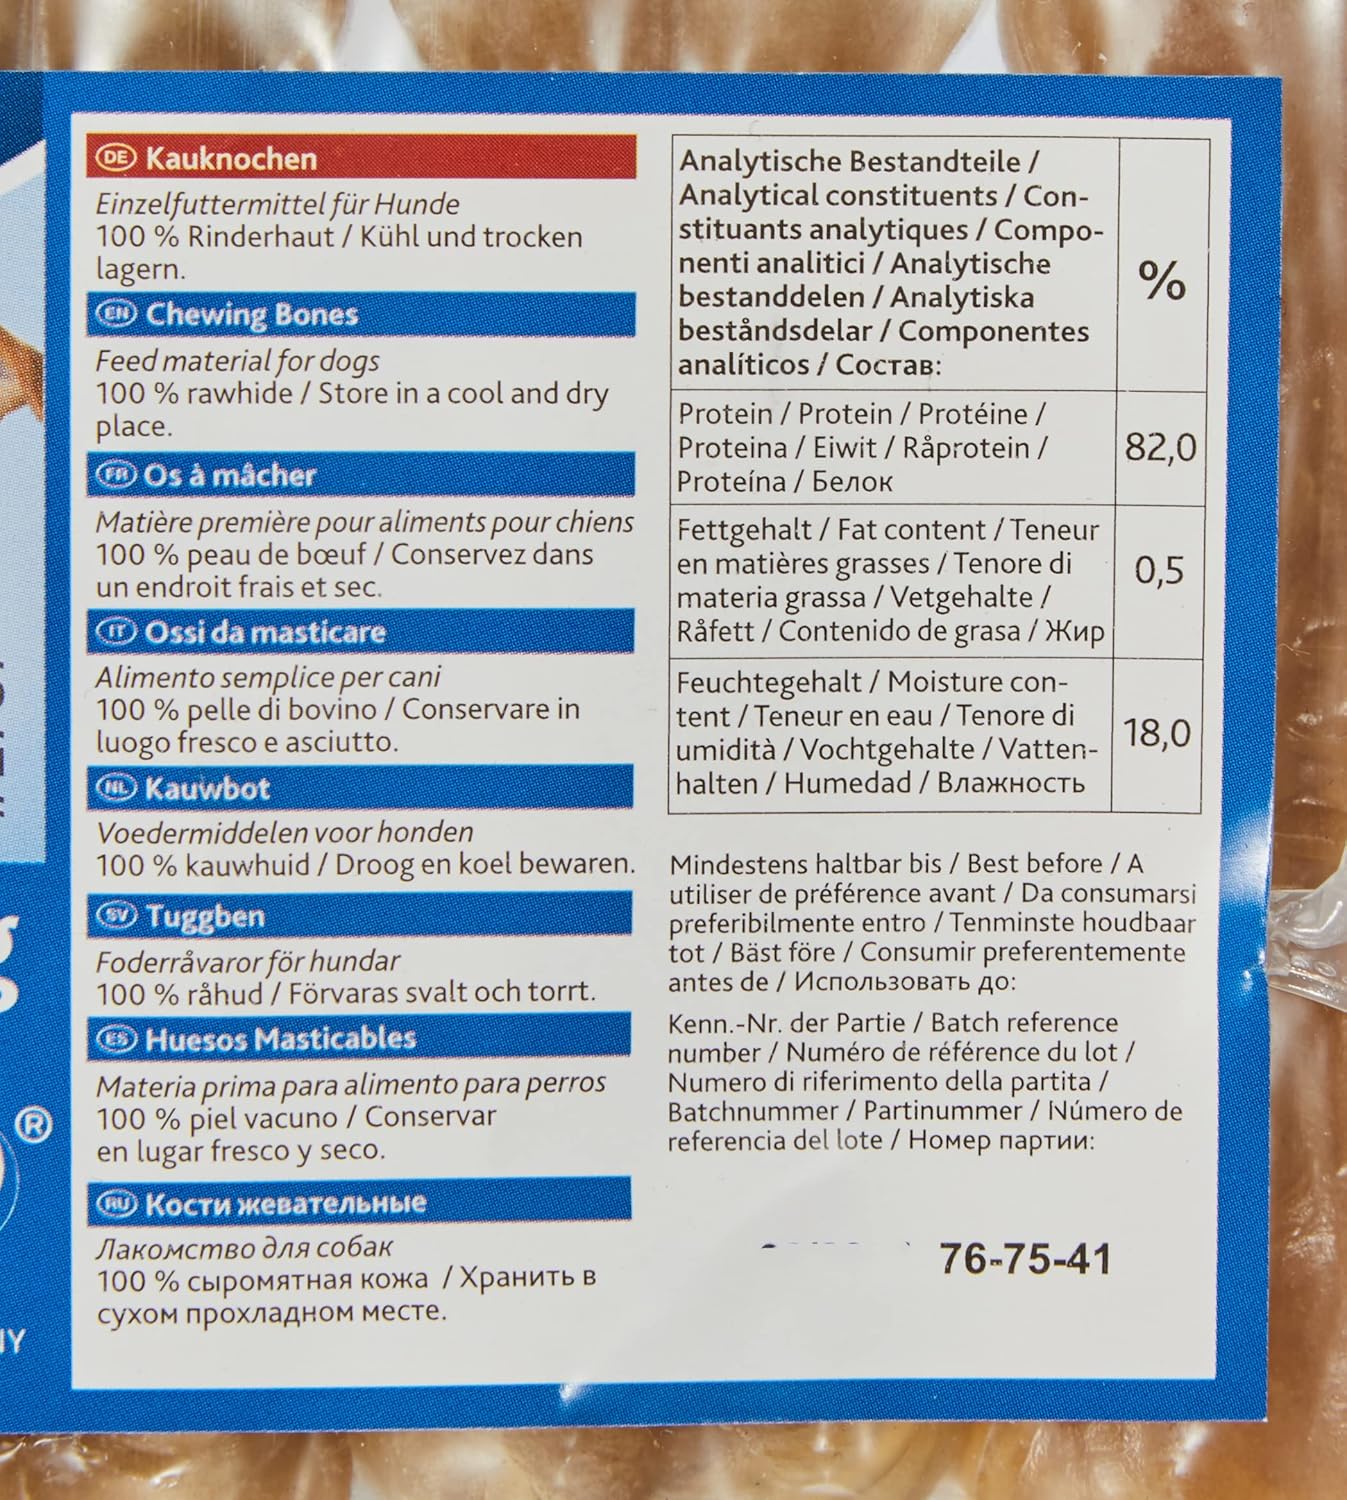 DE Kauknochen
Einzelfuttermittel für Hunde
100 % Rinderhaut / Kühl und trocken
lagern.
EN Chewing Bones
Feed material for dogs
100 % rawhide / Store in a cool and dry
place.
FR Os à mâcher
Matière première pour aliments pour chiens
100 % peau de bœuf / Conservez dans
un endroit frais et sec.
IT Ossi da masticare
Alimento semplice per cani
100 % pelle di bovino / Conservare in
luogo fresco e asciutto.
NL Kauwbot
Voedermiddelen voor honden
100 % kauwhuid / Droog en koel bewaren.
SV Tuggben
Foderråvaror för hundar
100 % råhud / Förvaras svalt och torrt.
ES Huesos Masticables
Materia prima para alimento para perros
100 % piel vacuno / Conservar
en lugar fresco y seco.
RU Кости жевательные
Лакомство для собак
100 % сыромятная кожа / Хранить в
сухом прохладном месте.
Analytische Bestandteile /
Analytical constituents / Con-
stituants analytiques / Compo-
nenti analitici / Analytische
bestanddelen / Analytiska
beståndsdelar / Componentes
analíticos / Состав:
%
Protein / Protein / Protéine /
Proteina / Eiwit / Råprotein /
Proteína / Белок
82,0
Fettgehalt / Fat content / Teneur
en matières grasses / Tenore di
materia grassa / Vetgehalte /
Råfett / Contenido de grasa / Жир
0,5
Feuchtegehalt / Moisture con-
tent / Teneur en eau / Tenore di
umidità / Vochtgehalte / Vatten-
halten / Humedad / Влажность
18,0
Mindestens haltbar bis / Best before / A
utiliser de préférence avant / Da consumarsi
preferibilmente entro / Tenminste houdbaar
tot / Bäst före / Consumir preferentemente
antes de / Использовать до:
Kenn.-Nr. der Partie / Batch reference
number / Numéro de référence du lot /
Numero di riferimento della partita /
Batchnummer / Partinummer / Número de
referencia del lote / Номер партии:
76-75-41
®